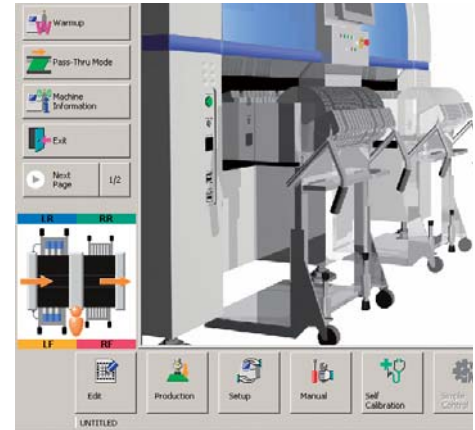 Warmup
Pass-Thru Mode
Machine
Information
Exit
Next
Page
1/2
LR
RR
LF
RF
Edit
Production
Setup
Manual
Self
Calibration
Simple
Control
UNTITLED